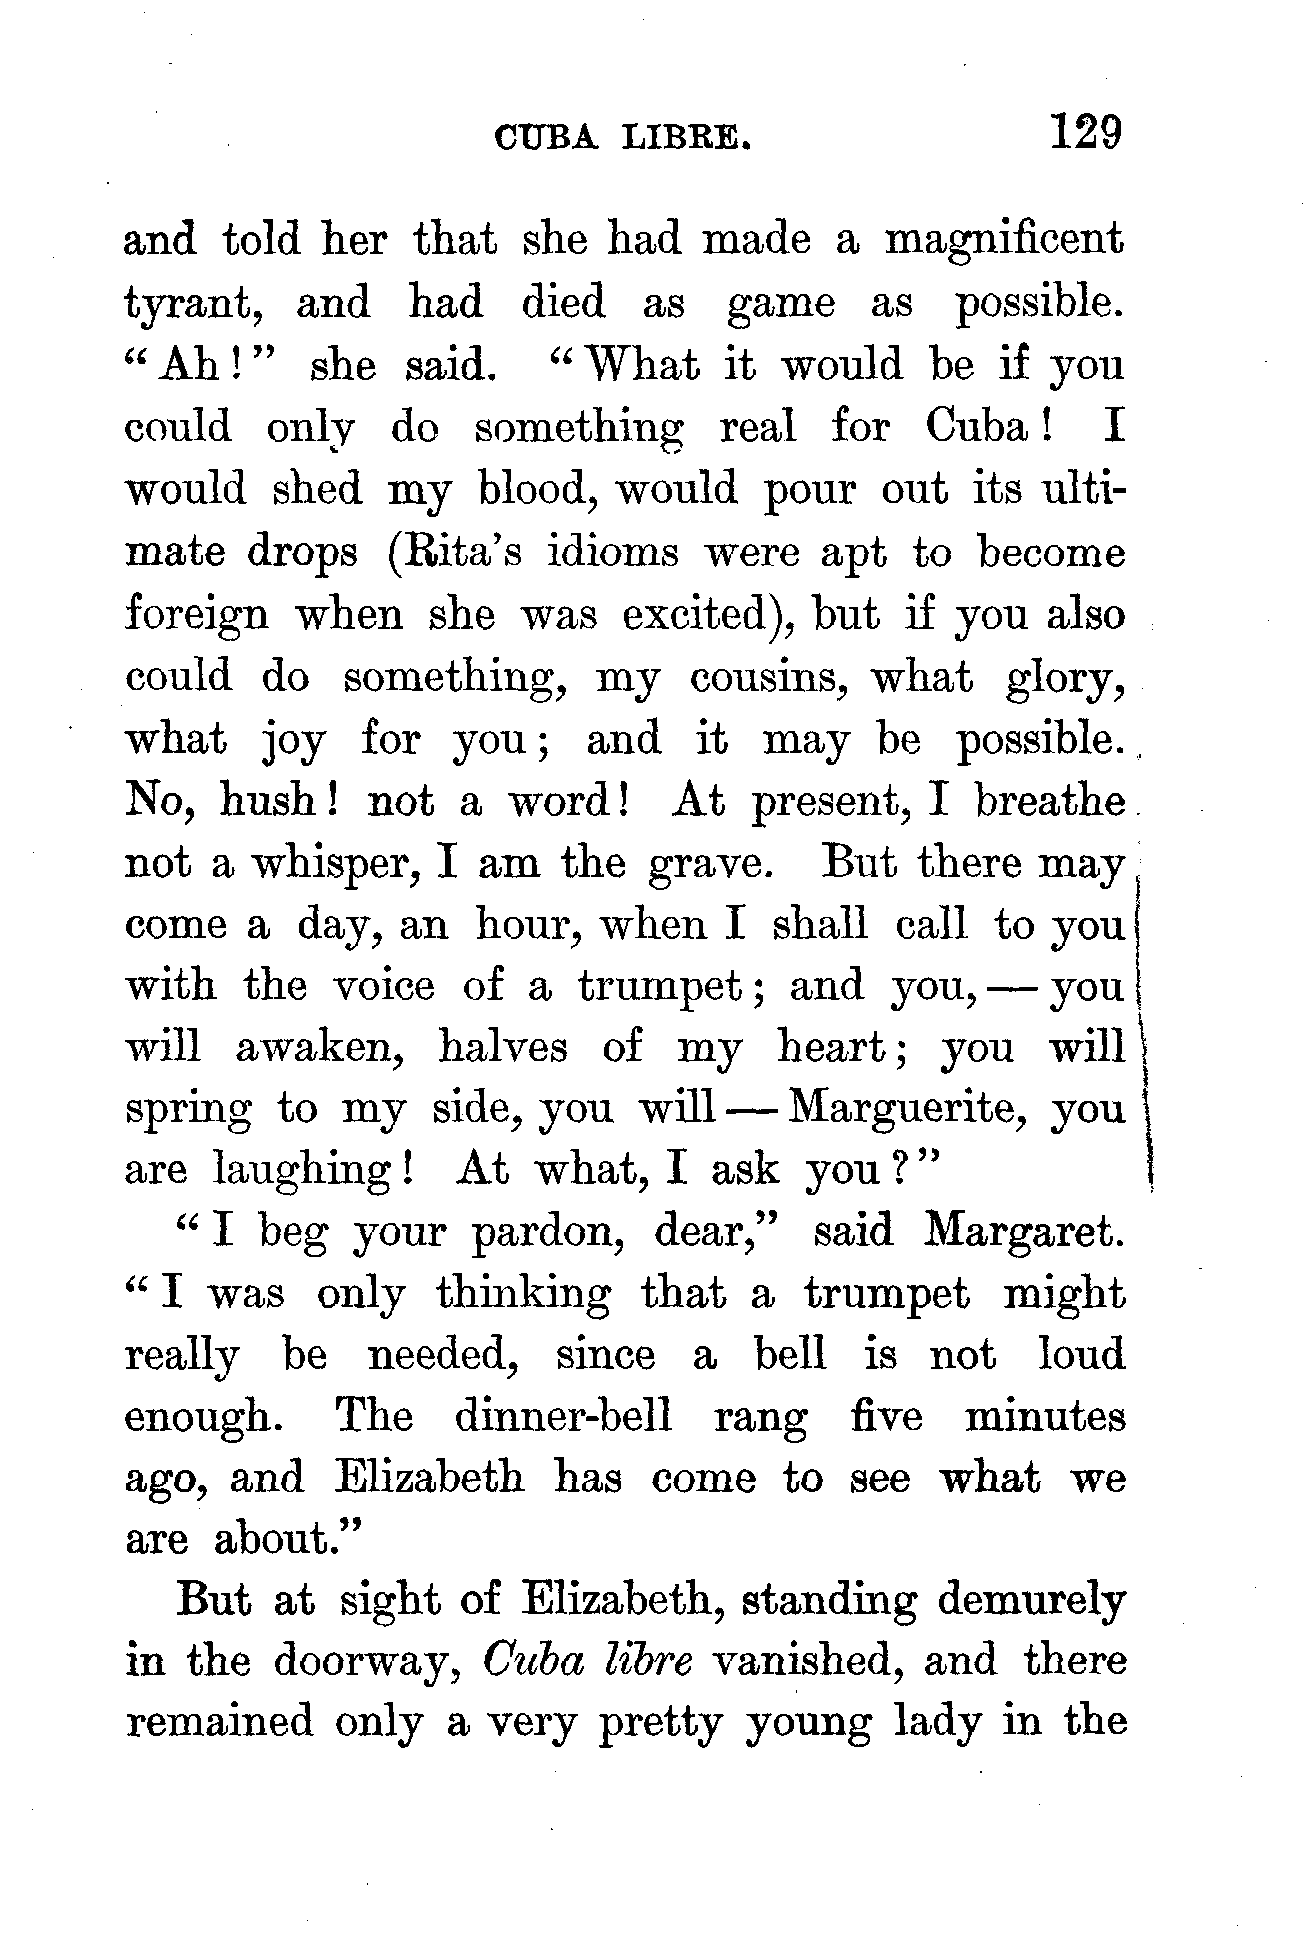 CUBA LIBRE. 129
and told her that she had made a magnificent
tyrant, and had died as game as possible.
“Ah!” she said. “What it would be if you
could only do something real for Cuba! I
would shed my blood, would pour out its ulti-
mate drops (Rita’s idioms were apt to become
foreign when she was excited), but if you also
could do something, my cousins, what glory,
what joy for you; and it may be possible.
No, hush! not a word! At present, I breathe
not a whisper, I am the grave. But there may
come a day, an hour, when I shall call to you
with the voice of a trumpet; and you,— you
will awaken, halves of my heart; you will
spring to my side, you will — Marguerite, you
are laughing! At what, I ask you?”
“I beg your pardon, dear,” said Margaret.
“I was only thinking that a trumpet might
really be needed, since a bell is not loud
enough. The dinner-bell rang five minutes
ago, and Elizabeth has come to see what we
are about.”
But at sight of Elizabeth, standing demurely
in the doorway, Cuba libre vanished, and there
remained only a very pretty young lady in the